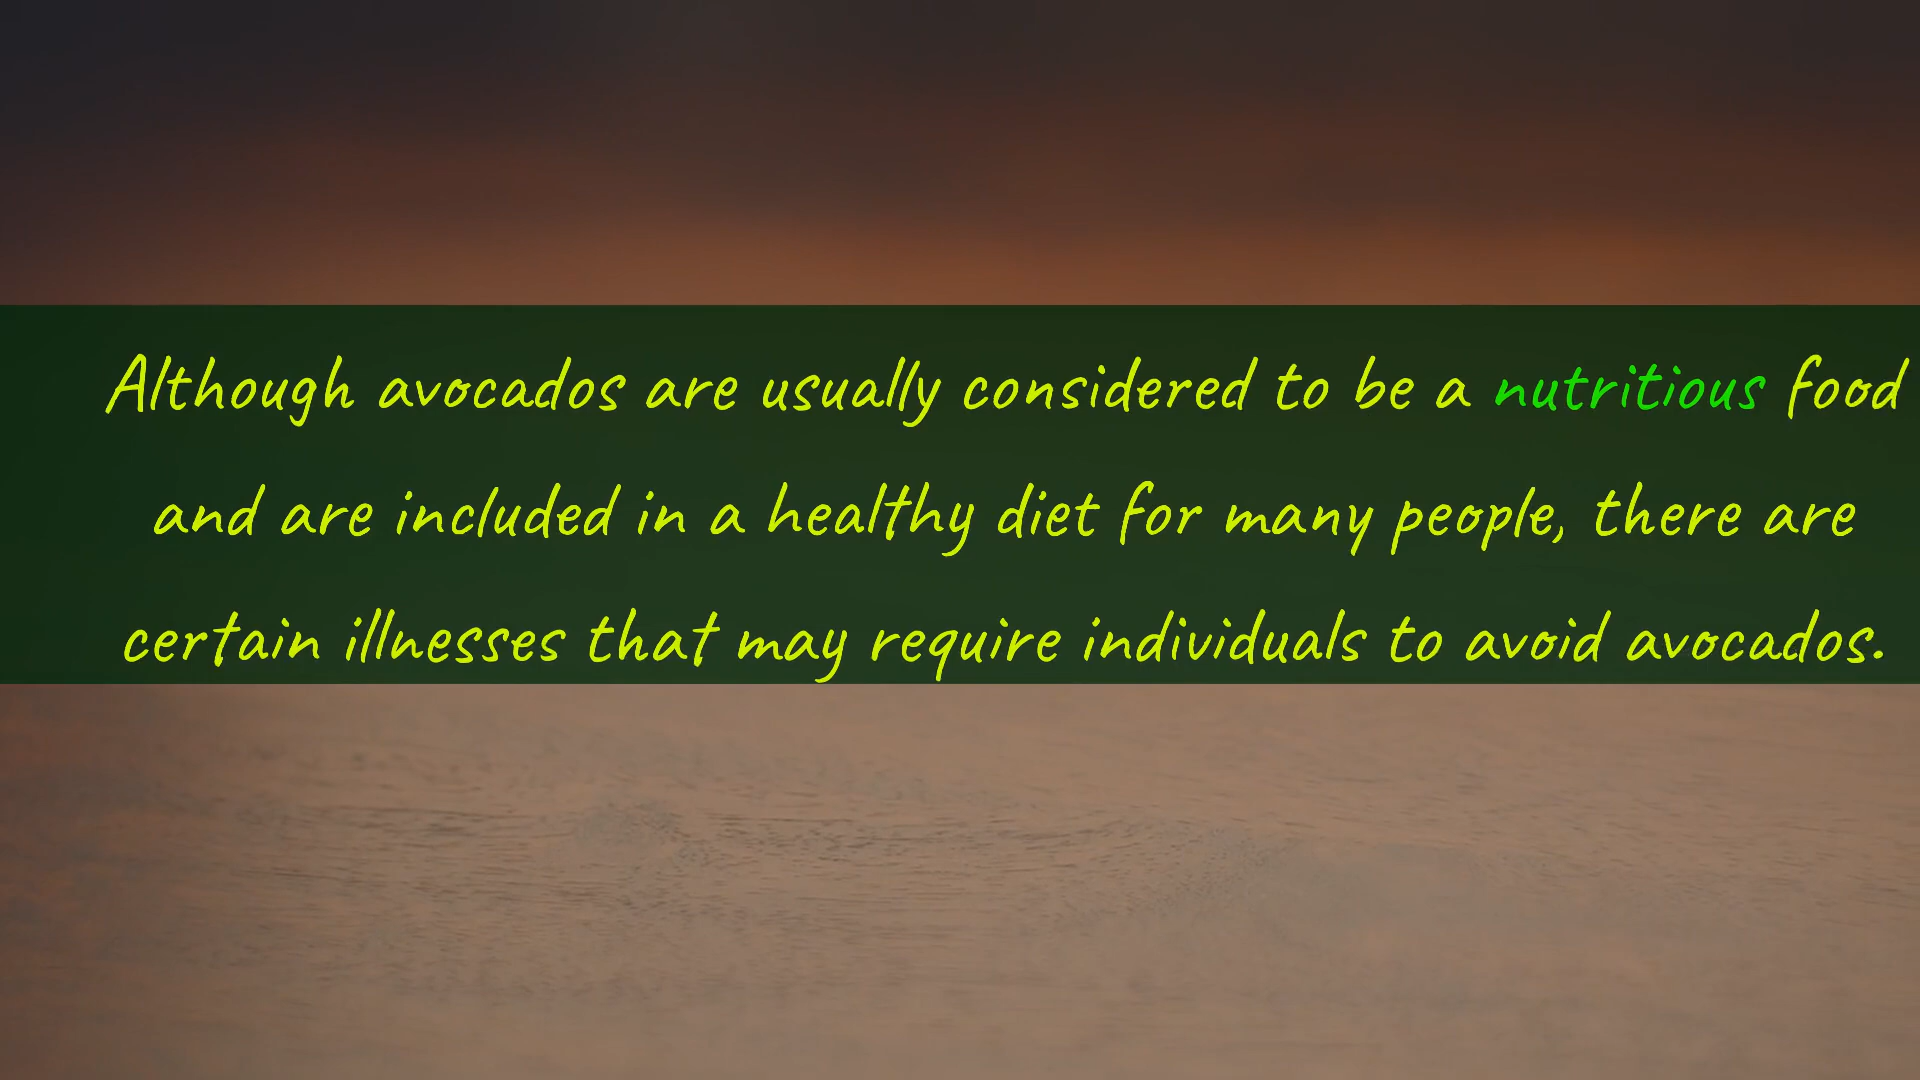 Although avocados are usually considered to be a nutritious food
and are included in a healthy diet for many people, there are
certain illnesses that may require individuals to avoid avocados.